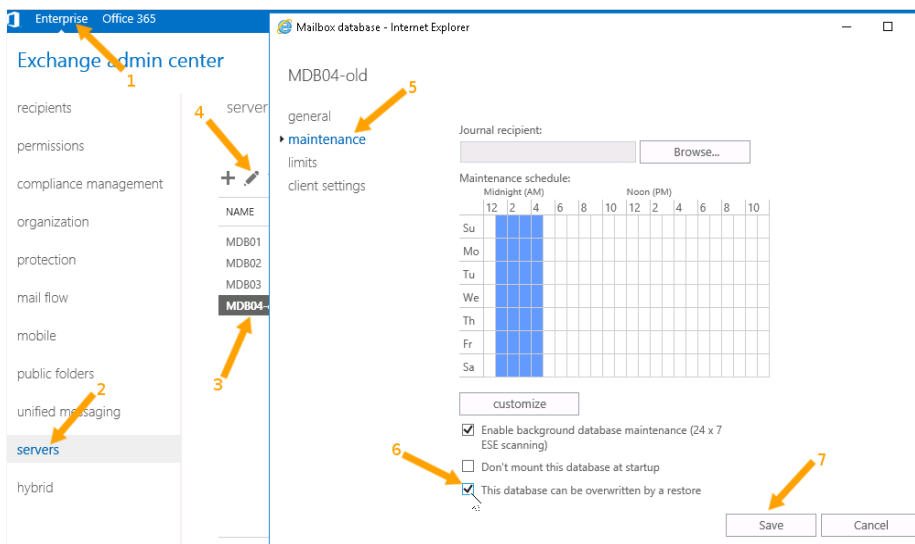 Enterprise Office 365
Exchange admin center
1
recipients
permissions
compliance management
organization
protection
mail flow
mobile
public folders
2
unified messaging
servers
hybrid
server
4
NAME
MDB01
MDB02
MDB03
MDB04-
3
Mailbox database - Internet Explorer
MDB04-old
5
general
maintenance
limits
client settings
Journal recipient:
Browse...
Maintenance schedule:
Midnight (AM) Noon (PM)
12 2 4 6 8 10 12 2 4 6 8 10
Su
Mo
Tu
We
Th
Fr
Sa
customize
Enable background database maintenance (24 x 7
ESE scanning)
6
Don't mount this database at startup
7
This database can be overwritten by a restore
Save Cancel